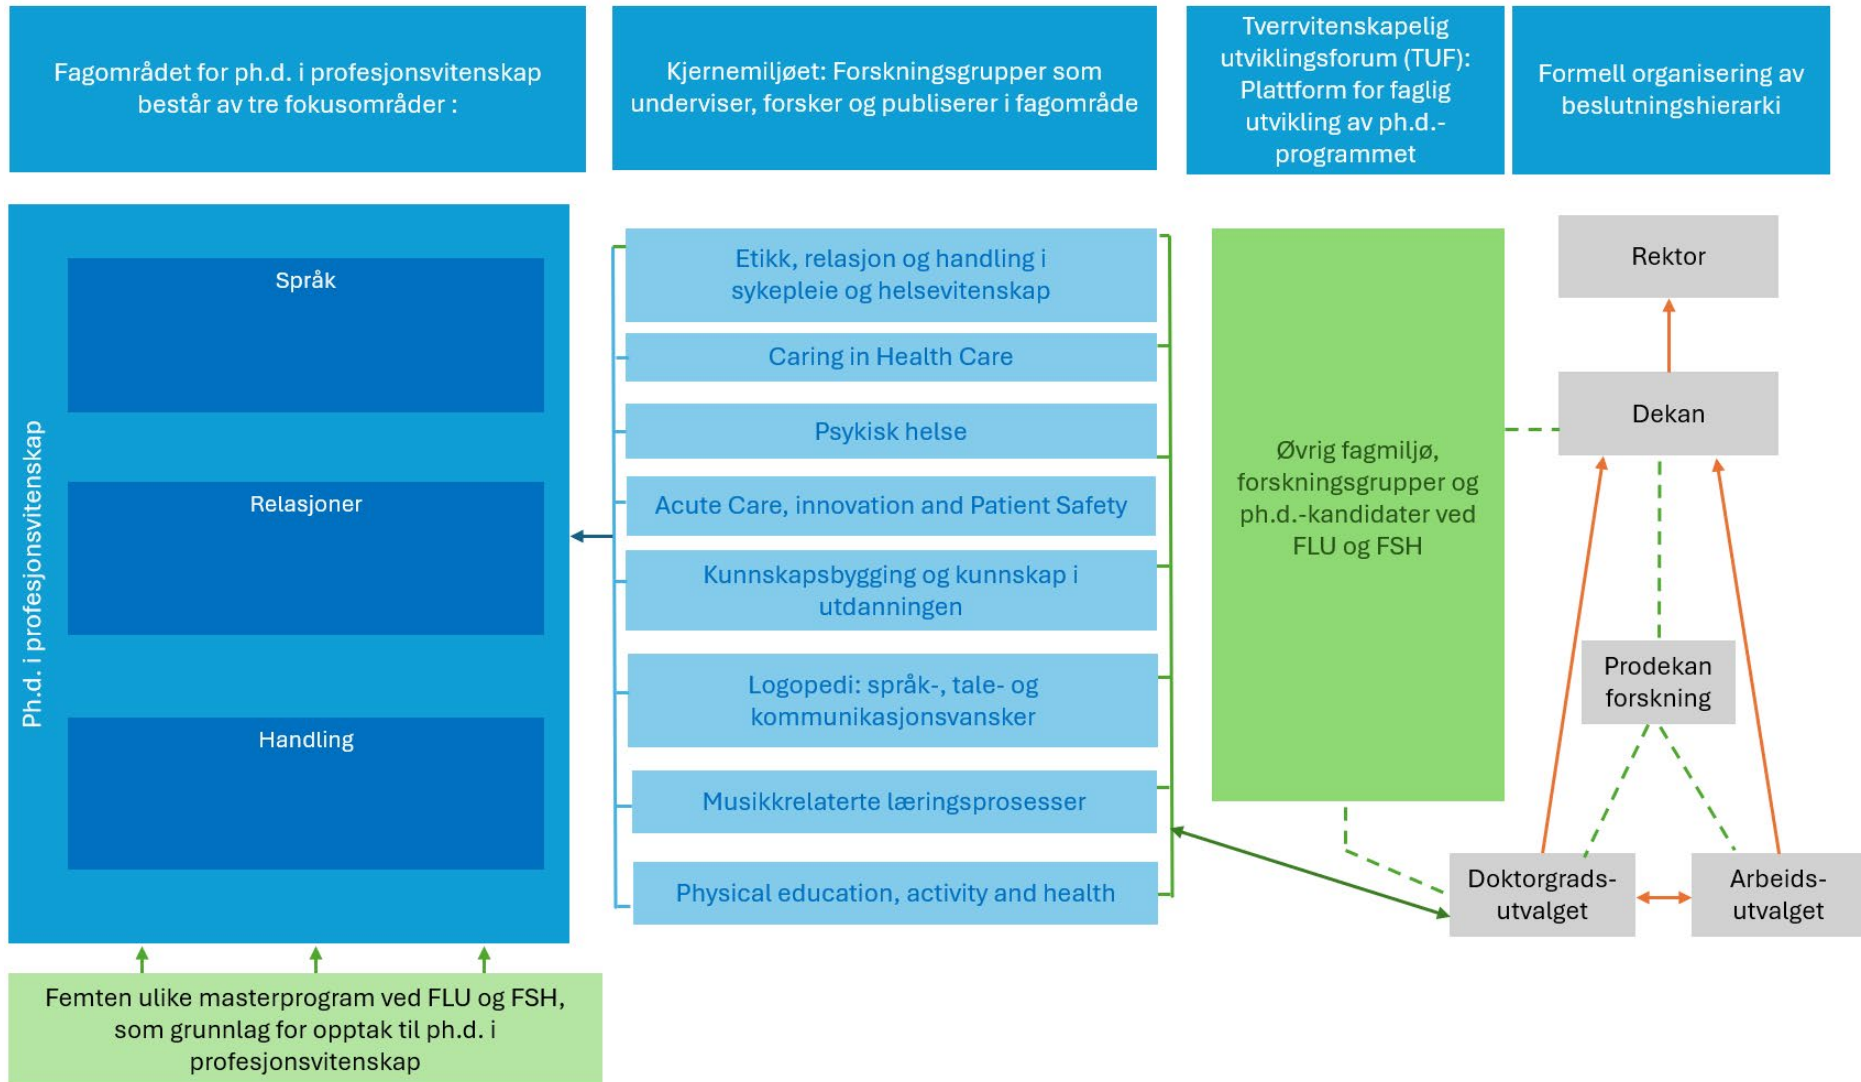 Fagområdet for ph.d. i profesjonsvitenskap
består av tre fokusområder :
Kjernemiljøet: Forskningsgrupper som
underviser, forsker og publiserer i fagområde
Tverrvitenskapelig
utviklingsforum (TUF):
Plattform for faglig
utvikling av ph.d.-
programmet
Formell organisering av
beslutningshierarki
Ph.d. i profesjonsvitenskap
Språk
Relasjoner
Handling
Femten ulike masterprogram ved FLU og FSH,
som grunnlag for opptak til ph.d. i
profesjonsvitenskap
Etikk, relasjon og handling i
sykepleie og helsevitenskap
Caring in Health Care
Psykisk helse
Acute Care, innovation and Patient Safety
Kunnskapsbygging og kunnskap i
utdanningen
Logopedi: språk-, tale- og
kommunikasjonsvansker
Musikkrelaterte læringsprosesser
Physical education, activity and health
Øvrig fagmiljø,
forskningsgrupper og
ph.d.-kandidater ved
FLU og FSH
Rektor
Dekan
Prodekan
forskning
Doktorgrads-
utvalget
Arbeids-
utvalget